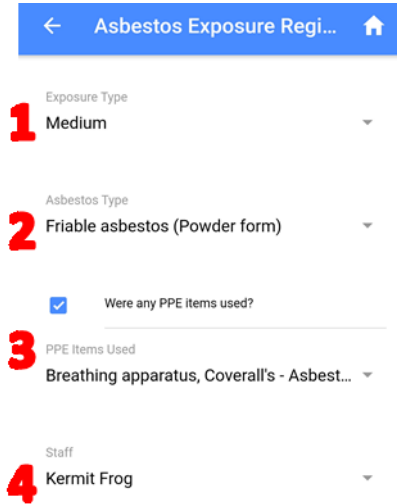 Asbestos Exposure Regi...
Exposure Type
1 Medium
Asbestos Type
2 Friable asbestos (Powder form)
Were any PPE items used?
3 PPE Items Used
Breathing apparatus, Coverall's - Asbest...
Staff
4 Kermit Frog